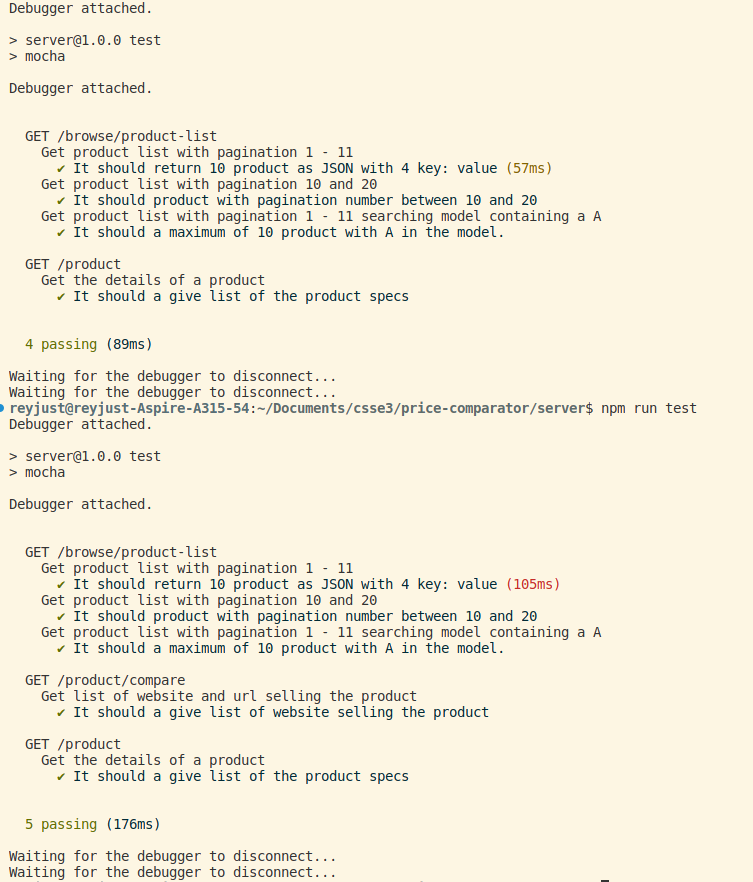 Debugger attached.
> server@1.0.0 test
> mocha
Debugger attached.
GET /browse/product-list
Get product list with pagination 1 - 11
✔ It should return 10 product as JSON with 4 key: value (57ms)
Get product list with pagination 10 and 20
✔ It should product with pagination number between 10 and 20
Get product list with pagination 1 - 11 searching model containing a A
✔ It should a maximum of 10 product with A in the model.
GET /product
Get the details of a product
✔ It should a give list of the product specs
4 passing (89ms)
Waiting for the debugger to disconnect...
Waiting for the debugger to disconnect...
reyjust@reyjust-Aspire-A315-54:~/Documents/csse3/price-comparator/server$ npm run test
Debugger attached.
> server@1.0.0 test
> mocha
Debugger attached.
GET /browse/product-list
Get product list with pagination 1 - 11
✔ It should return 10 product as JSON with 4 key: value (105ms)
Get product list with pagination 10 and 20
✔ It should product with pagination number between 10 and 20
Get product list with pagination 1 - 11 searching model containing a A
✔ It should a maximum of 10 product with A in the model.
GET /product/compare
Get list of website and url selling the product
✔ It should a give list of website selling the product
GET /product
Get the details of a product
✔ It should a give list of the product specs
5 passing (176ms)
Waiting for the debugger to disconnect...
Waiting for the debugger to disconnect...